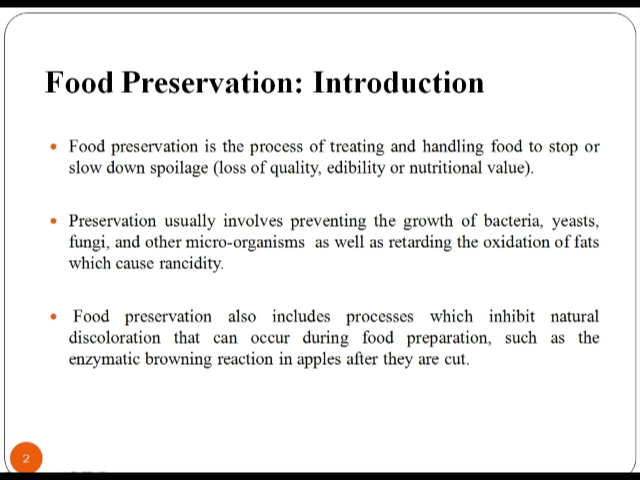 Food Preservation: Introduction
• Food preservation is the process of treating and handling food to stop or
slow down spoilage (loss of quality, edibility or nutritional value).
• Preservation usually involves preventing the growth of bacteria, yeasts,
fungi, and other micro-organisms as well as retarding the oxidation of fats
which cause rancidity.
• Food preservation also includes processes which inhibit natural
discoloration that can occur during food preparation, such as the
enzymatic browning reaction in apples after they are cut.
2